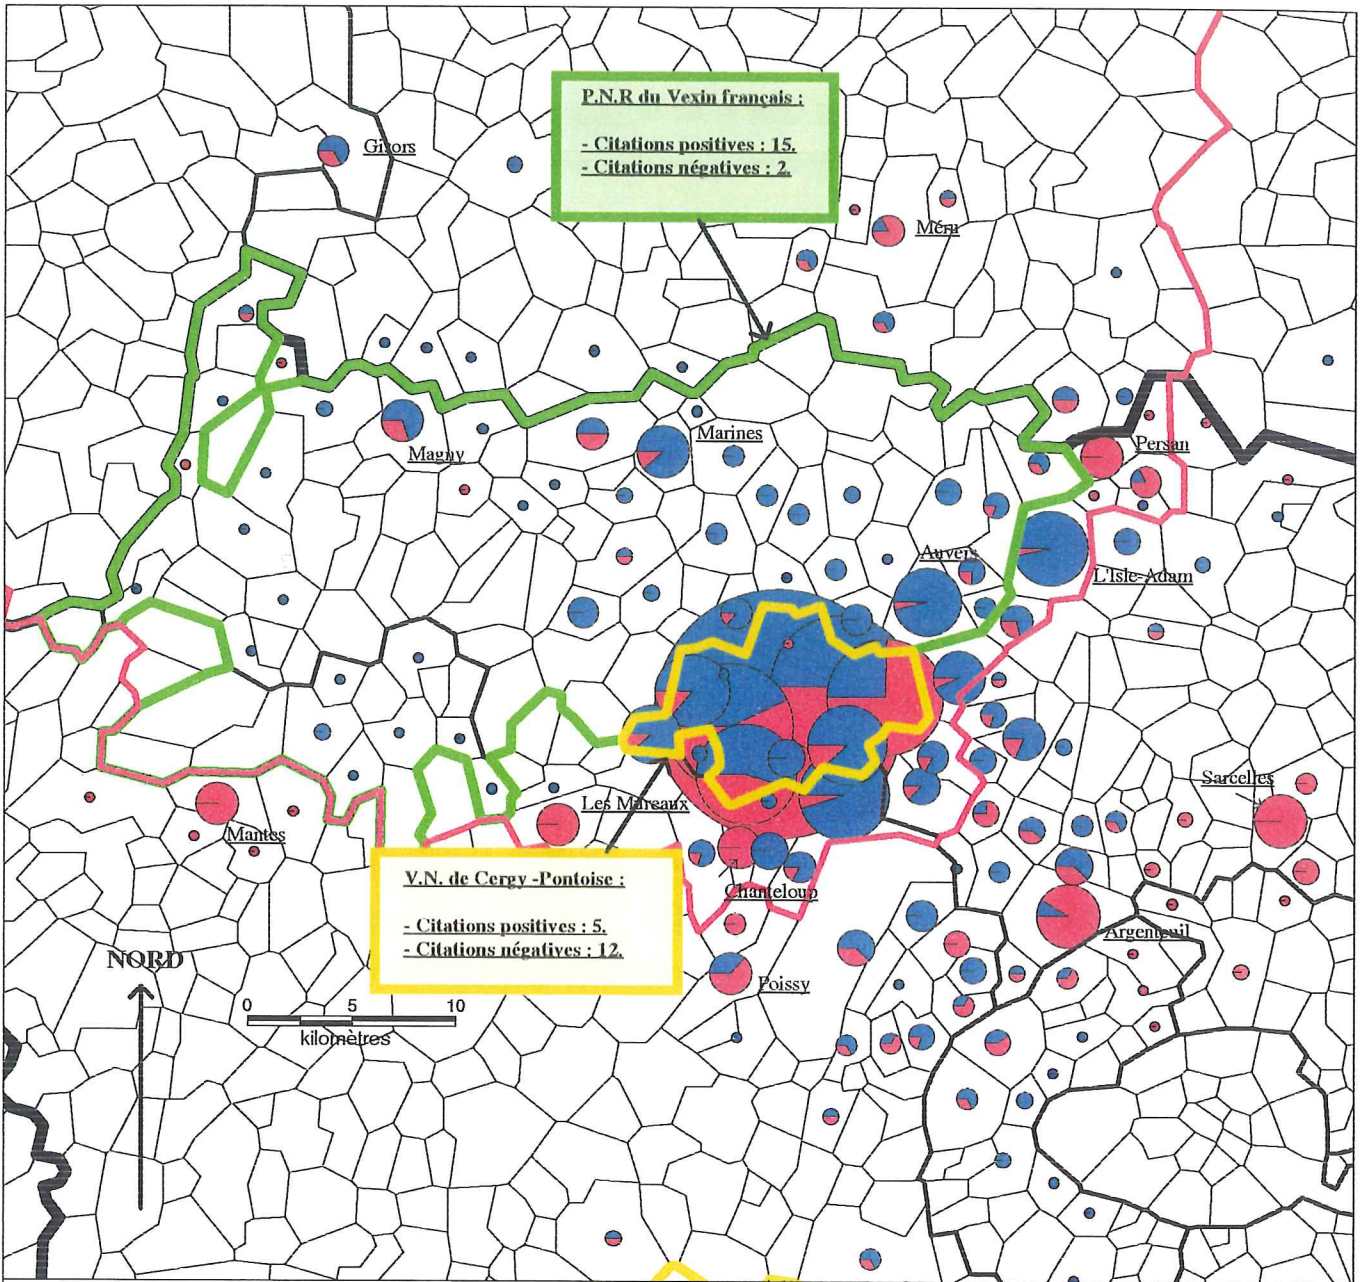 P.N.R du Vexin français :
- Citations positives : 15.
- Citations négatives : 2.
Gisors
Méru
Marines
Magny
Persan
Auvers
L'Isle-Adam
Sarcelles
Les Mureaux
Mantes
Chanteloup
V.N. de Cergy -Pontoise :
- Citations positives : 5.
- Citations négatives : 12.
Argenteuil
NORD
Poissy
0 5 10
kilomètres